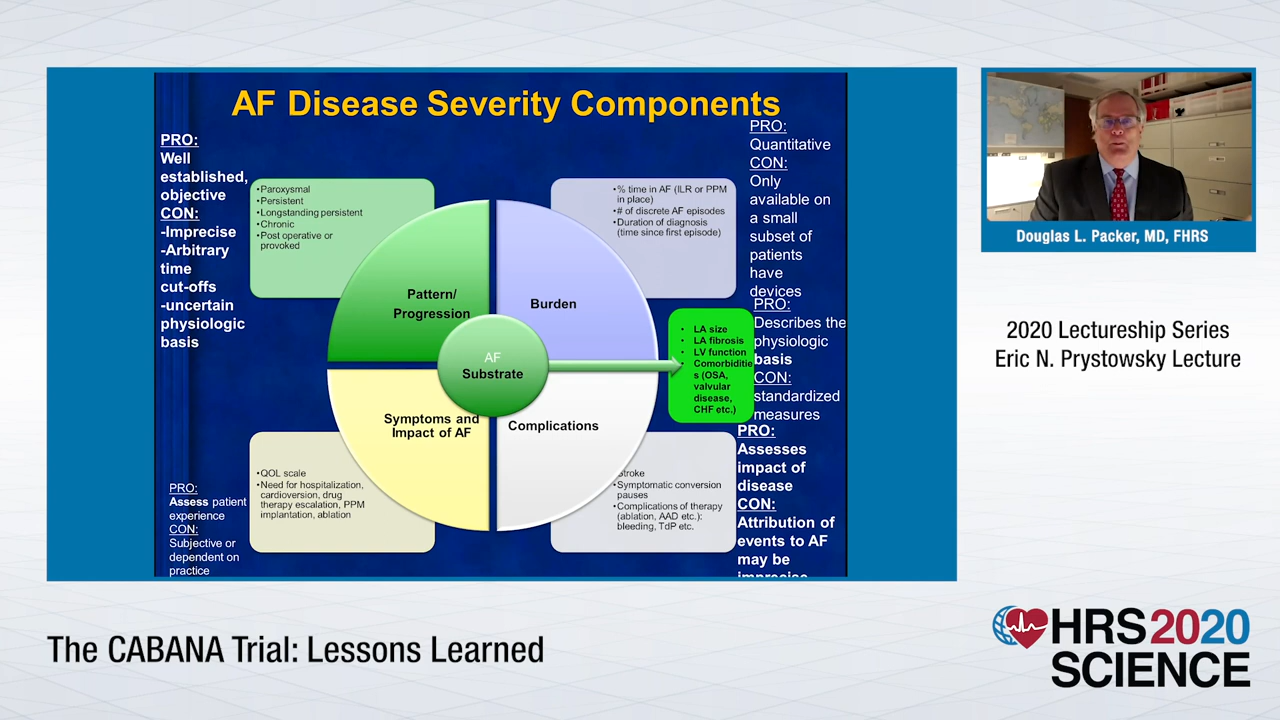 AF Disease Severity Components
PRO:
Well
established,
objective
CON:
-Imprecise
-Arbitrary
time
cut-offs
-uncertain
physiologic
basis
•Paroxysmal
•Persistent
•Longstanding persistent
•Chronic
•Post operative or
provoked
Pattern/
Progression
•% time in AF (ILR or PPM
in place)
•# of discrete AF episodes
•Duration of diagnosis
(time since first episode)
Burden
PRO:
Quantitative
CON:
Only
available on
a small
subset of
patients
have
devices
AF
Substrate
• LA size
• LA fibrosis
• LV function
• Comorbiditie
s (OSA,
valvular
disease,
CHF etc.)
PRO:
Describes the
physiologic
basis
CON:
standardized
measures
Symptoms and
Impact of AF
•QOL scale
•Need for hospitalization,
cardioversion, drug
therapy escalation, PPM
implantation, ablation
PRO:
Assess patient
experience
CON:
Subjective or
dependent on
practice
Complications
Stroke
•Symptomatic conversion
pauses
•Complications of therapy
(ablation, AAD etc.):
bleeding, TdP etc.
PRO:
Assesses
impact of
disease
CON:
Attribution of
events to AF
may be
imprecise
Douglas L. Packer, MD, FHRS
2020 Lectureship Series
Eric N. Prystowsky Lecture
The CABANA Trial: Lessons Learned
HRS2020
SCIENCE